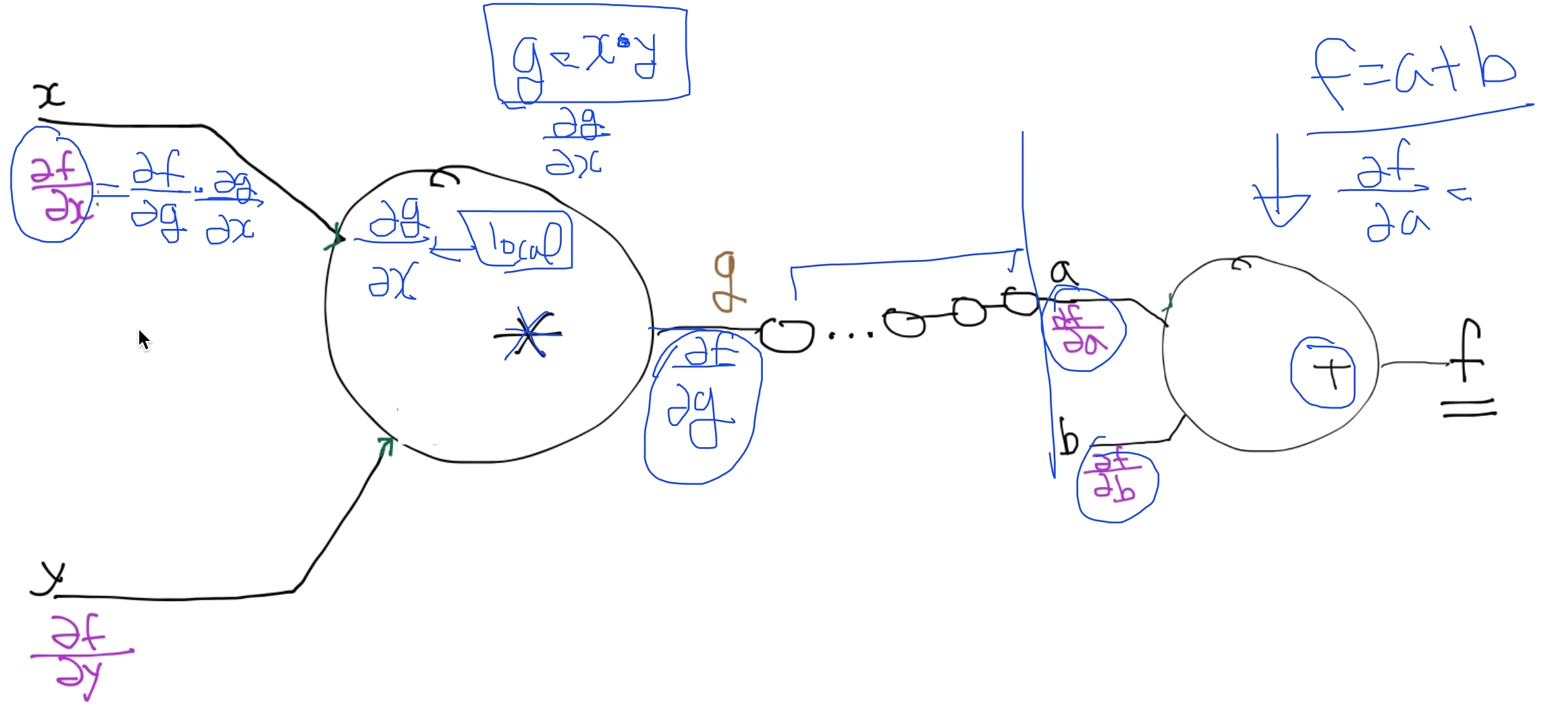 g = x • y
∂g/∂x
f = a + b
∂f/∂a =
x
∂f/∂x = ∂f/∂g · ∂g/∂x
∂g/∂x ← local
*
g
∂f/∂g
...
a
∂f/∂a
+
f
b
∂f/∂b
y
∂f/∂y